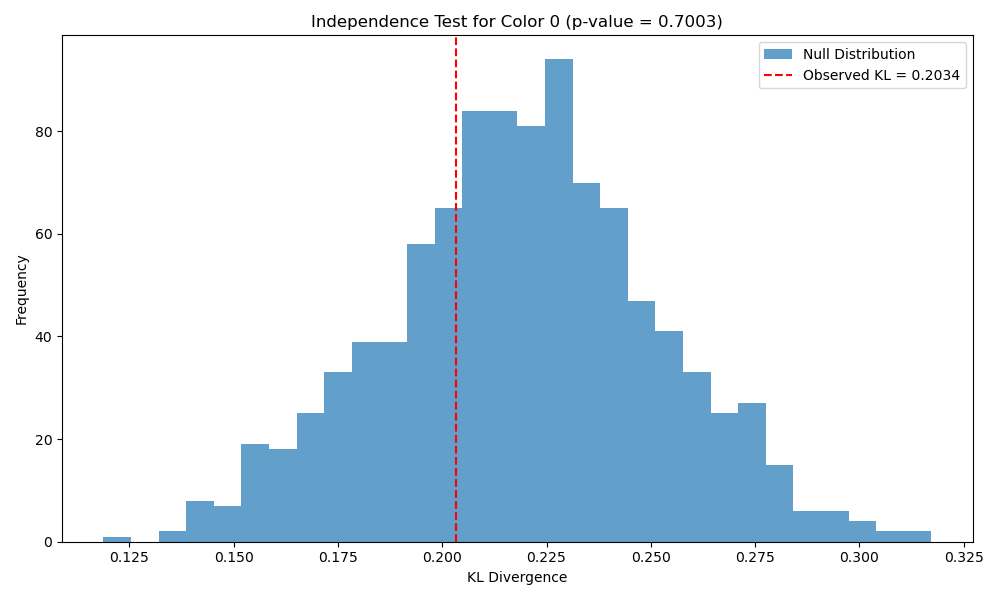 Independence Test for Color 0 (p-value = 0.7003)
Null Distribution
Observed KL = 0.2034
Frequency
80
60
40
20
0
0.125 0.150 0.175 0.200 0.225 0.250 0.275 0.300 0.325
KL Divergence